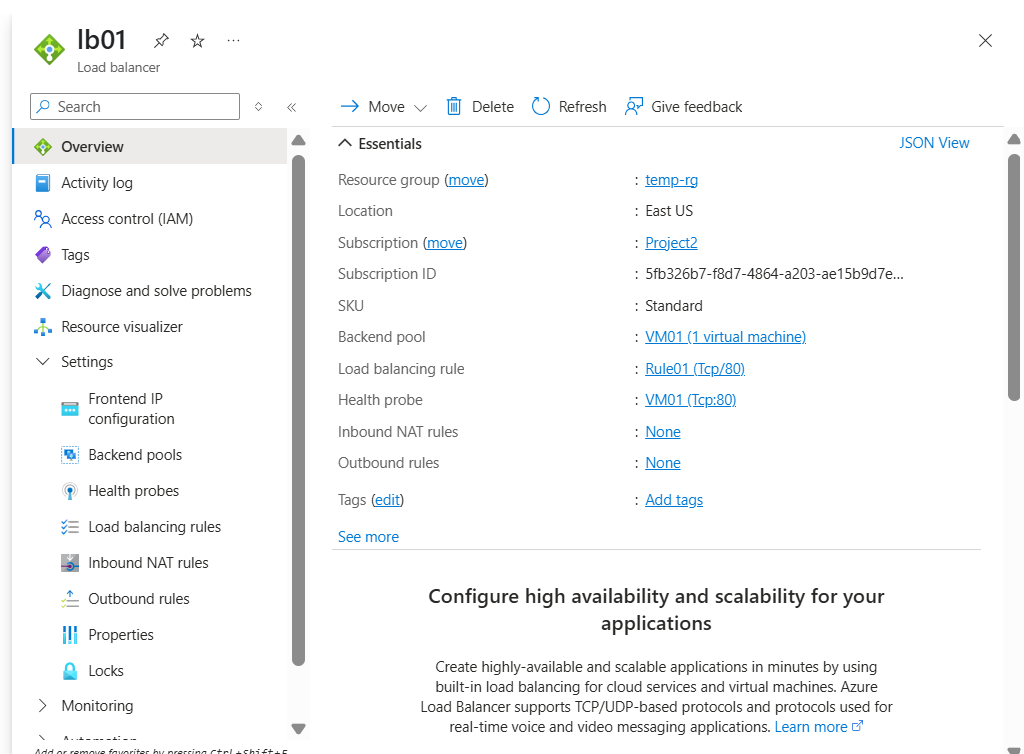 lb01
Load balancer
Search
Overview
Activity log
Access control (IAM)
Tags
Diagnose and solve problems
Resource visualizer
Settings
Frontend IP
configuration
Backend pools
Health probes
Load balancing rules
Inbound NAT rules
Outbound rules
Properties
Locks
Monitoring
Automation
Add or remove favorites by pressing Ctrl+Shift+F
Move
Delete
Refresh
Give feedback
Essentials
JSON View
Resource group (move) : temp-rg
Location : East US
Subscription (move) : Project2
Subscription ID : 5fb326b7-f8d7-4864-a203-ae15b9d7e...
SKU : Standard
Backend pool : VM01 (1 virtual machine)
Load balancing rule : Rule01 (Tcp/80)
Health probe : VM01 (Tcp:80)
Inbound NAT rules : None
Outbound rules : None
Tags (edit) : Add tags
See more
Configure high availability and scalability for your
applications
Create highly-available and scalable applications in minutes by using
built-in load balancing for cloud services and virtual machines. Azure
Load Balancer supports TCP/UDP-based protocols and protocols used for
real-time voice and video messaging applications. Learn more